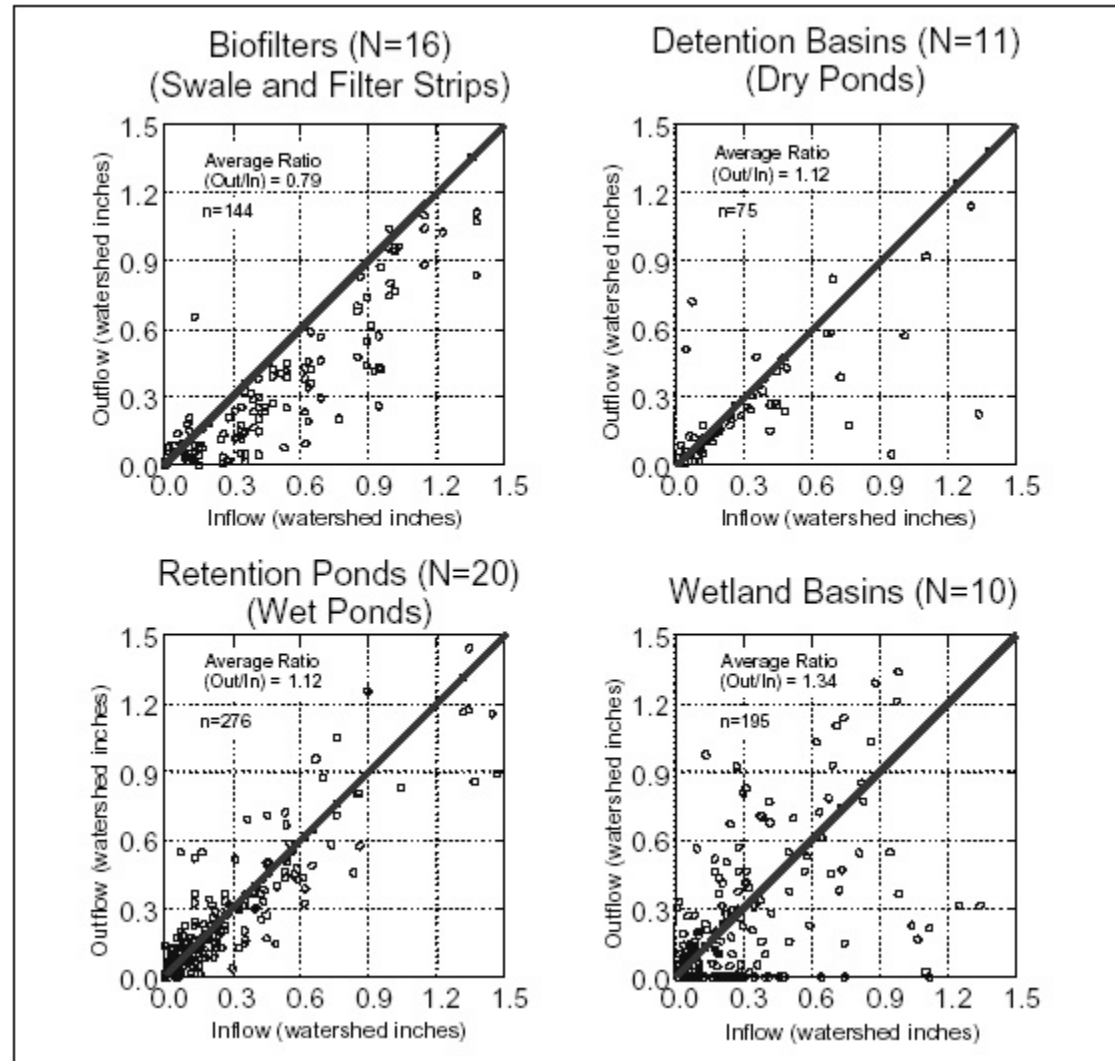 Biofilters (N=16)
(Swale and Filter Strips)
1.5
1.2
0.9
0.6
0.3
0.0
Outflow (watershed inches)
Average Ratio
(Out/In) = 0.79
n=144
0.0 0.3 0.6 0.9 1.2 1.5
Inflow (watershed inches)
Detention Basins (N=11)
(Dry Ponds)
1.5
1.2
0.9
0.6
0.3
0.0
Outflow (watershed inches)
Average Ratio
(Out/In) = 1.12
n=75
0.0 0.3 0.6 0.9 1.2 1.5
Inflow (watershed inches)
Retention Ponds (N=20)
(Wet Ponds)
1.5
1.2
0.9
0.6
0.3
0.0
Outflow (watershed inches)
Average Ratio
(Out/In) = 1.12
n=276
0.0 0.3 0.6 0.9 1.2 1.5
Inflow (watershed inches)
Wetland Basins (N=10)
1.5
1.2
0.9
0.6
0.3
0.0
Outflow (watershed inches)
Average Ratio
(Out/In) = 1.34
n=195
0.0 0.3 0.6 0.9 1.2 1.5
Inflow (watershed inches)